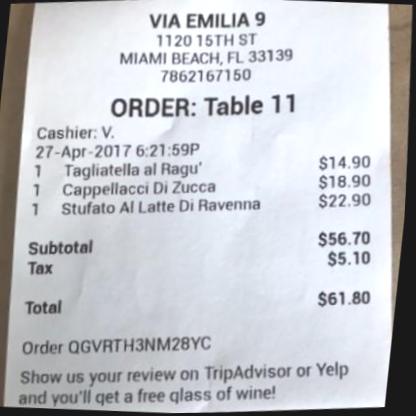 VIA EMILIA 9
1120 15TH ST
MIAMI BEACH, FL 33139
7862167150
ORDER: Table 11
Cashier: V.
27-Apr-2017 6:21:59P
1 Tagliatella al Ragu' $14.90
1 Cappellacci Di Zucca $18.90
1 Stufato Al Latte Di Ravenna $22.90
Subtotal $56.70
Tax $5.10
Total $61.80
Order QGVRTH3NM28YC
Show us your review on TripAdvisor or Yelp
and you'll get a free glass of wine!